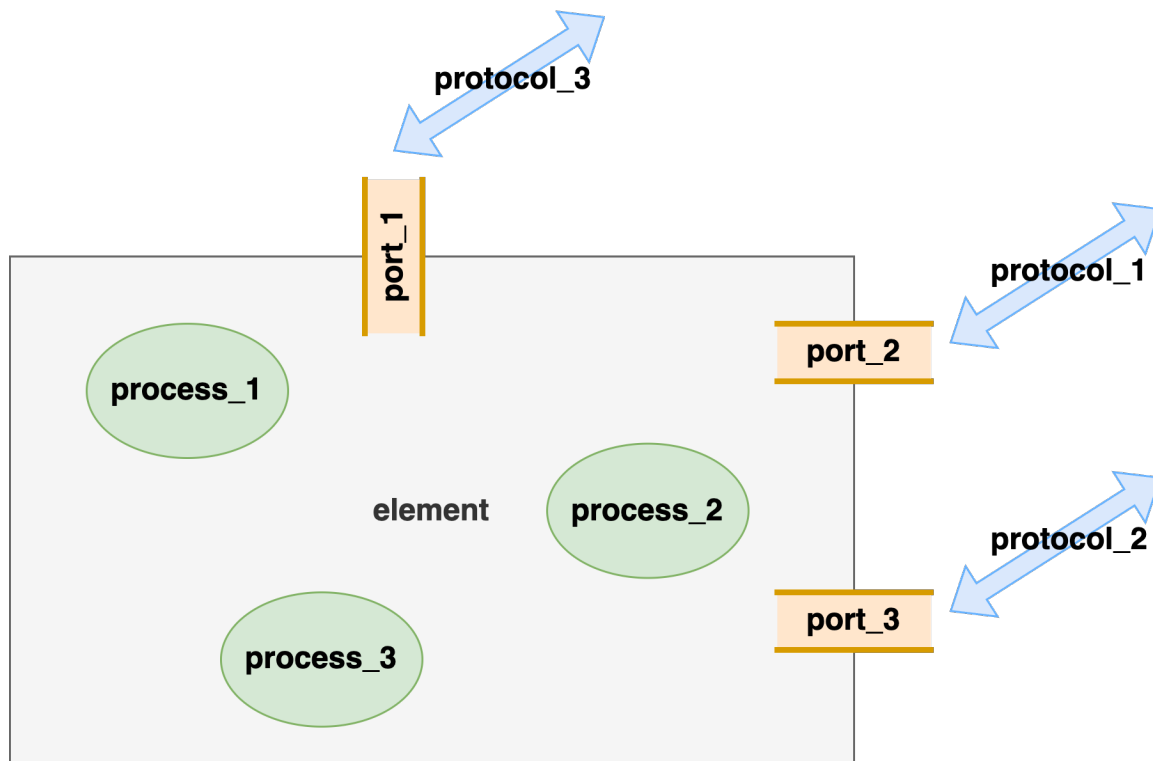 protocol_3
port_1
protocol_1
port_2
process_1
element
process_2
protocol_2
port_3
process_3